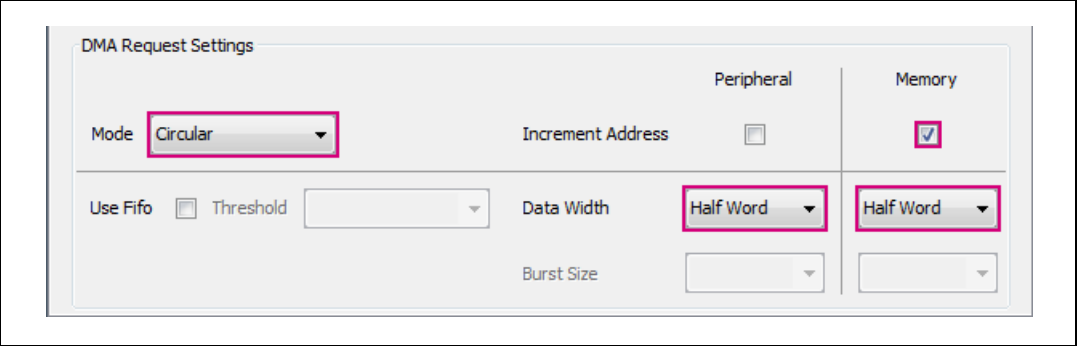 DMA Request Settings
Peripheral Memory
Mode Circular Increment Address
Use Fifo Threshold Data Width Half Word Half Word
Burst Size